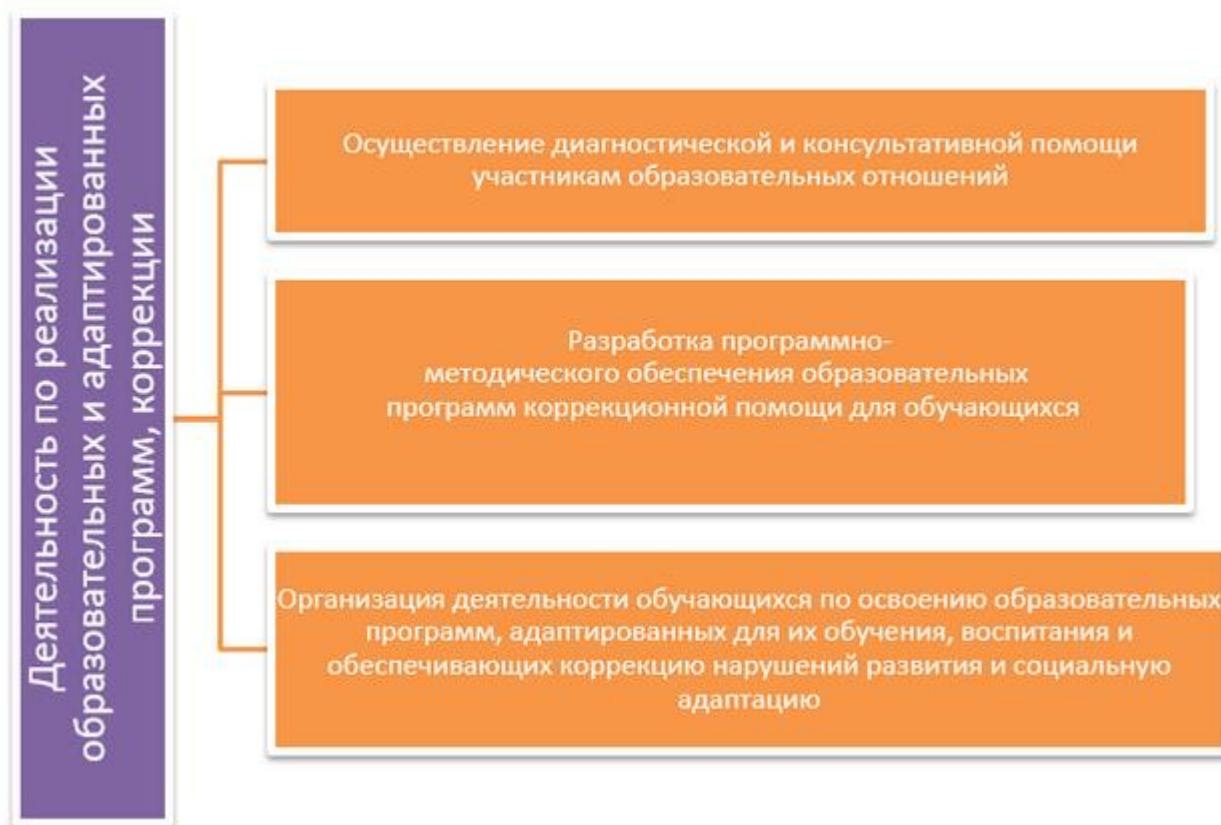 Деятельность по реализации
образовательных и адаптированных
программ, коррекции
Осуществление диагностической и консультативной помощи
участникам образовательных отношений
Разработка программно-
методического обеспечения образовательных
программ коррекционной помощи для обучающихся
Организация деятельности обучающихся по освоению образовательных
программ, адаптированных для их обучения, воспитания и
обеспечивающих коррекцию нарушений развития и социальную
адаптацию